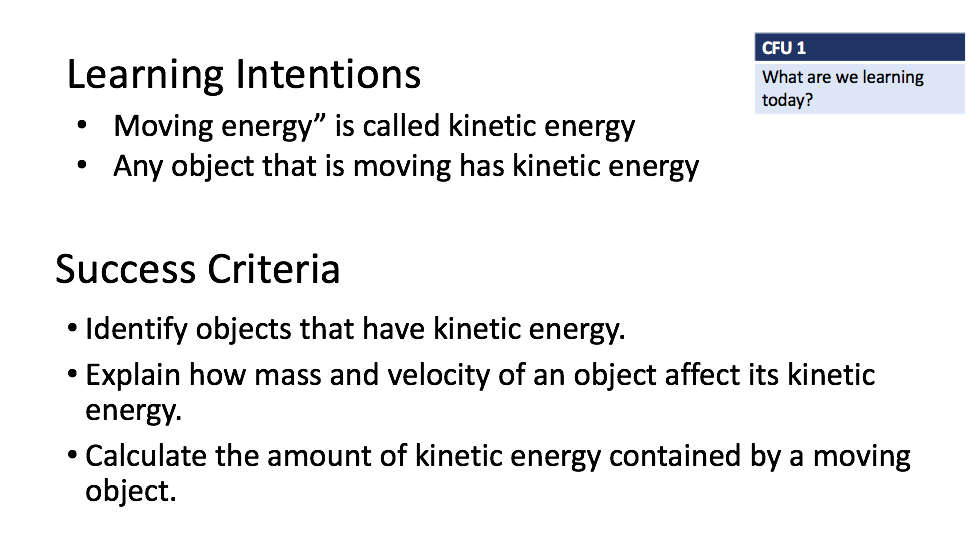 Learning Intentions
• Moving energy” is called kinetic energy
• Any object that is moving has kinetic energy
CFU 1
What are we learning
today?
Success Criteria
• Identify objects that have kinetic energy.
• Explain how mass and velocity of an object affect its kinetic
energy.
• Calculate the amount of kinetic energy contained by a moving
object.